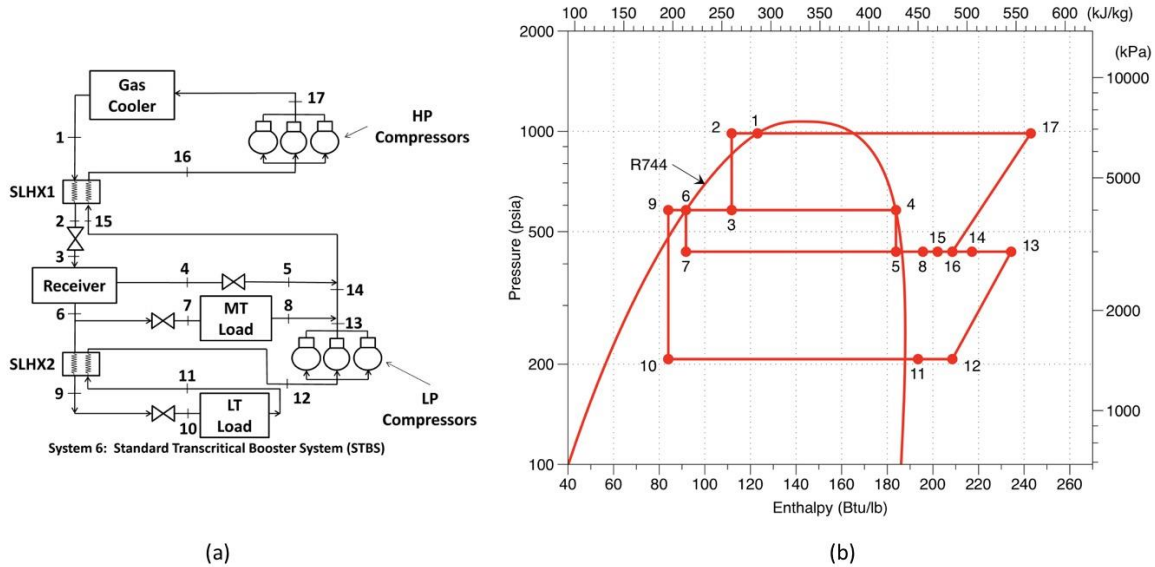 Gas
Cooler
17
HP
Compressors
1
16
SLHX1
2
15
3
Receiver
4
5
14
6
7
MT
Load
8
13
SLHX2
11
12
9
10
LT
Load
LP
Compressors
System 6: Standard Transcritical Booster System (STBS)
(a)
100 150 200 250 300 350 400 450 500 550 600 (kJ/kg)
(kPa)
2000
1000
500
200
100
10000
5000
2000
1000
Pressure (psia)
R744
2 1 17
9 6 3 4
7 5 8 15 16 14 13
10 11 12
40 60 80 100 120 140 160 180 200 220 240 260
Enthalpy (Btu/lb)
(b)